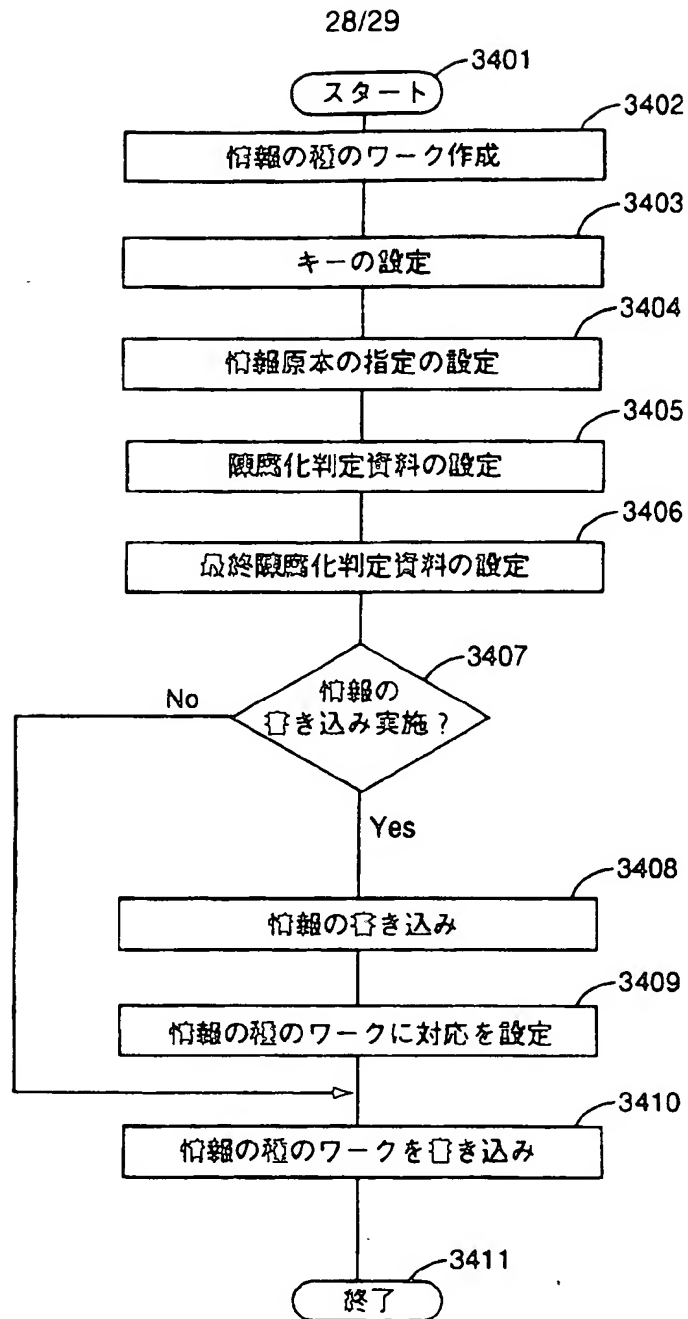 28/29
3401
スタート
3402
情報の種のワーク作成
3403
キーの設定
3404
情報原本の指定の設定
3405
陳腐化判定資料の設定
3406
最終陳腐化判定資料の設定
3407
情報の
書き込み実施?
No
Yes
3408
情報の書き込み
3409
情報の種のワークに対応を設定
3410
情報の種のワークを書き込み
3411
終了